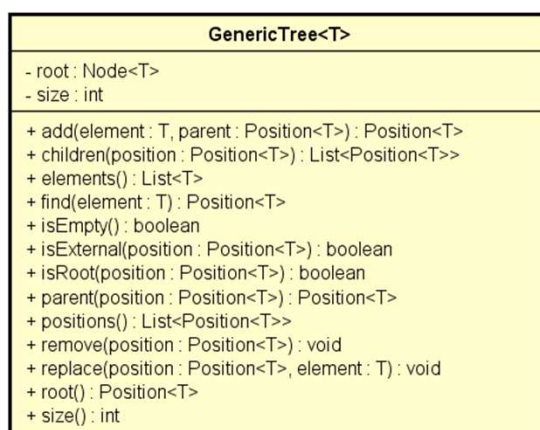 GenericTree<T>
- root : Node<T>
- size : int
+ add(element : T, parent : Position<T>) : Position<T>
+ children(position : Position<T>) : List<Position<T>>
+ elements() : List<T>
+ find(element : T) : Position<T>
+ isEmpty() : boolean
+ isExternal(position : Position<T>) : boolean
+ isRoot(position : Position<T>) : boolean
+ parent(position : Position<T>) : Position<T>
+ positions() : List<Position<T>>
+ remove(position : Position<T>) : void
+ replace(position : Position<T>, element : T) : void
+ root() : Position<T>
+ size() : int